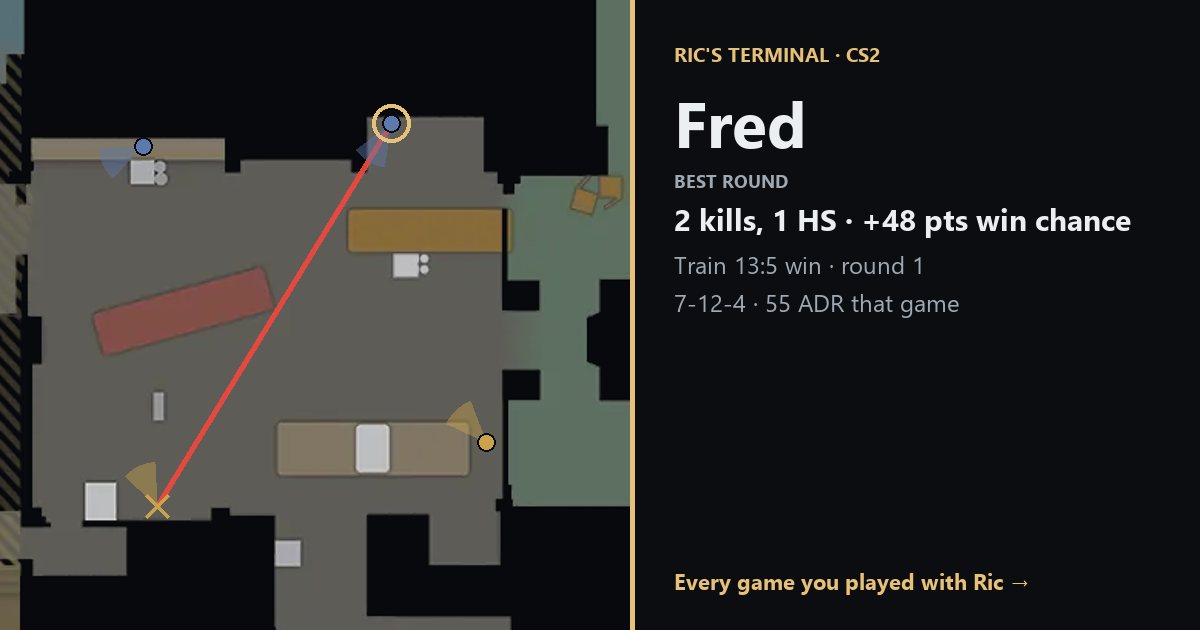 RIC'S TERMINAL · CS2
Fred
BEST ROUND
2 kills, 1 HS · +48 pts win chance
Train 13:5 win · round 1
7-12-4 · 55 ADR that game
Every game you played with Ric →